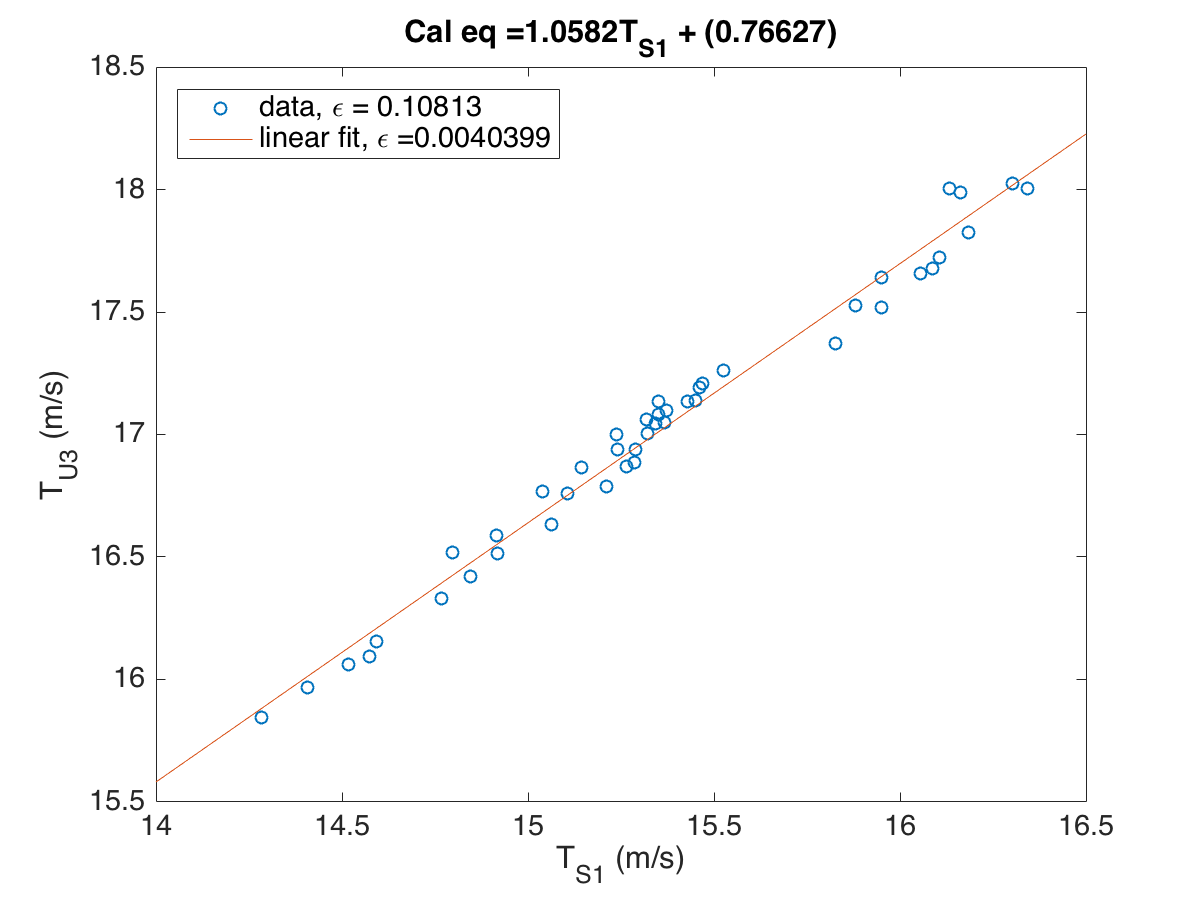 Cal eq =1.0582T_S1 + (0.76627)
18.5
data, ϵ = 0.10813
linear fit, ϵ =0.0040399
18
17.5
17
16.5
16
15.5
T_U3 (m/s)
14 14.5 15 15.5 16 16.5
T_S1 (m/s)